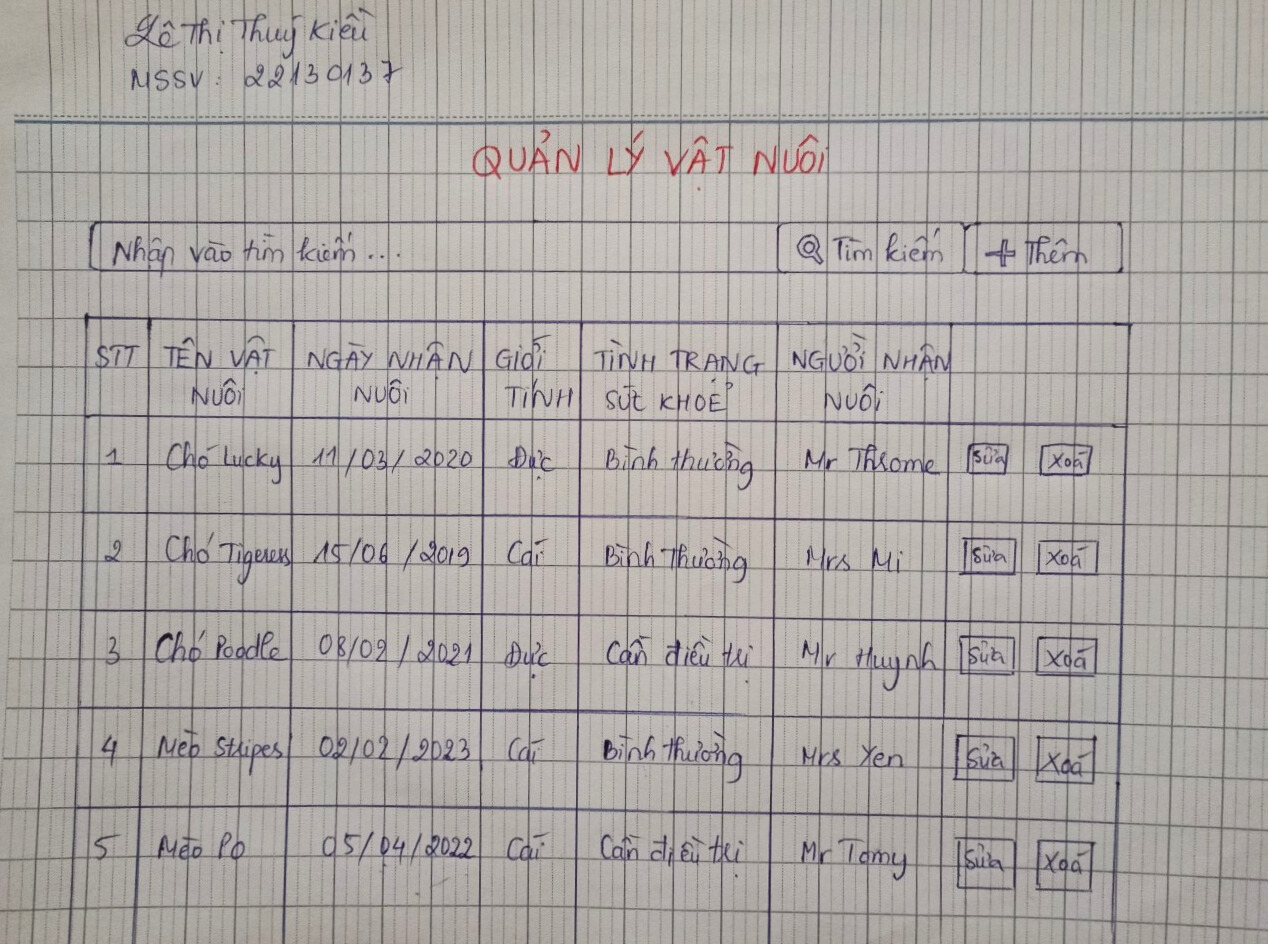 Lê Thị Thuý Kiều
MSSV: 22130137
QUẢN LÝ VẬT NUÔI
Nhập vào tìm kiếm... Tìm kiếm + Thêm
STT TÊN VẬT NUÔI NGÀY NHẬN NUÔI GIỚI TÍNH TÌNH TRẠNG SỨC KHOẺ NGƯỜI NHẬN NUÔI
1 Chó Lucky 11/03/2020 Đực Bình thường Mr Throme Sửa Xoá
2 Chó Tigeress 15/06/2019 Cái Bình Thường Mrs Mi Sửa Xoá
3 Chó Poodle 08/02/2021 Đực Cần điều trị Mr Huynh Sửa Xoá
4 Mèo Stripes 02/02/2023 Cái Bình thường Mrs Yen Sửa Xoá
5 Mèo Po 05/04/2022 Cái Cần điều trị Mr Tomy Sửa Xoá